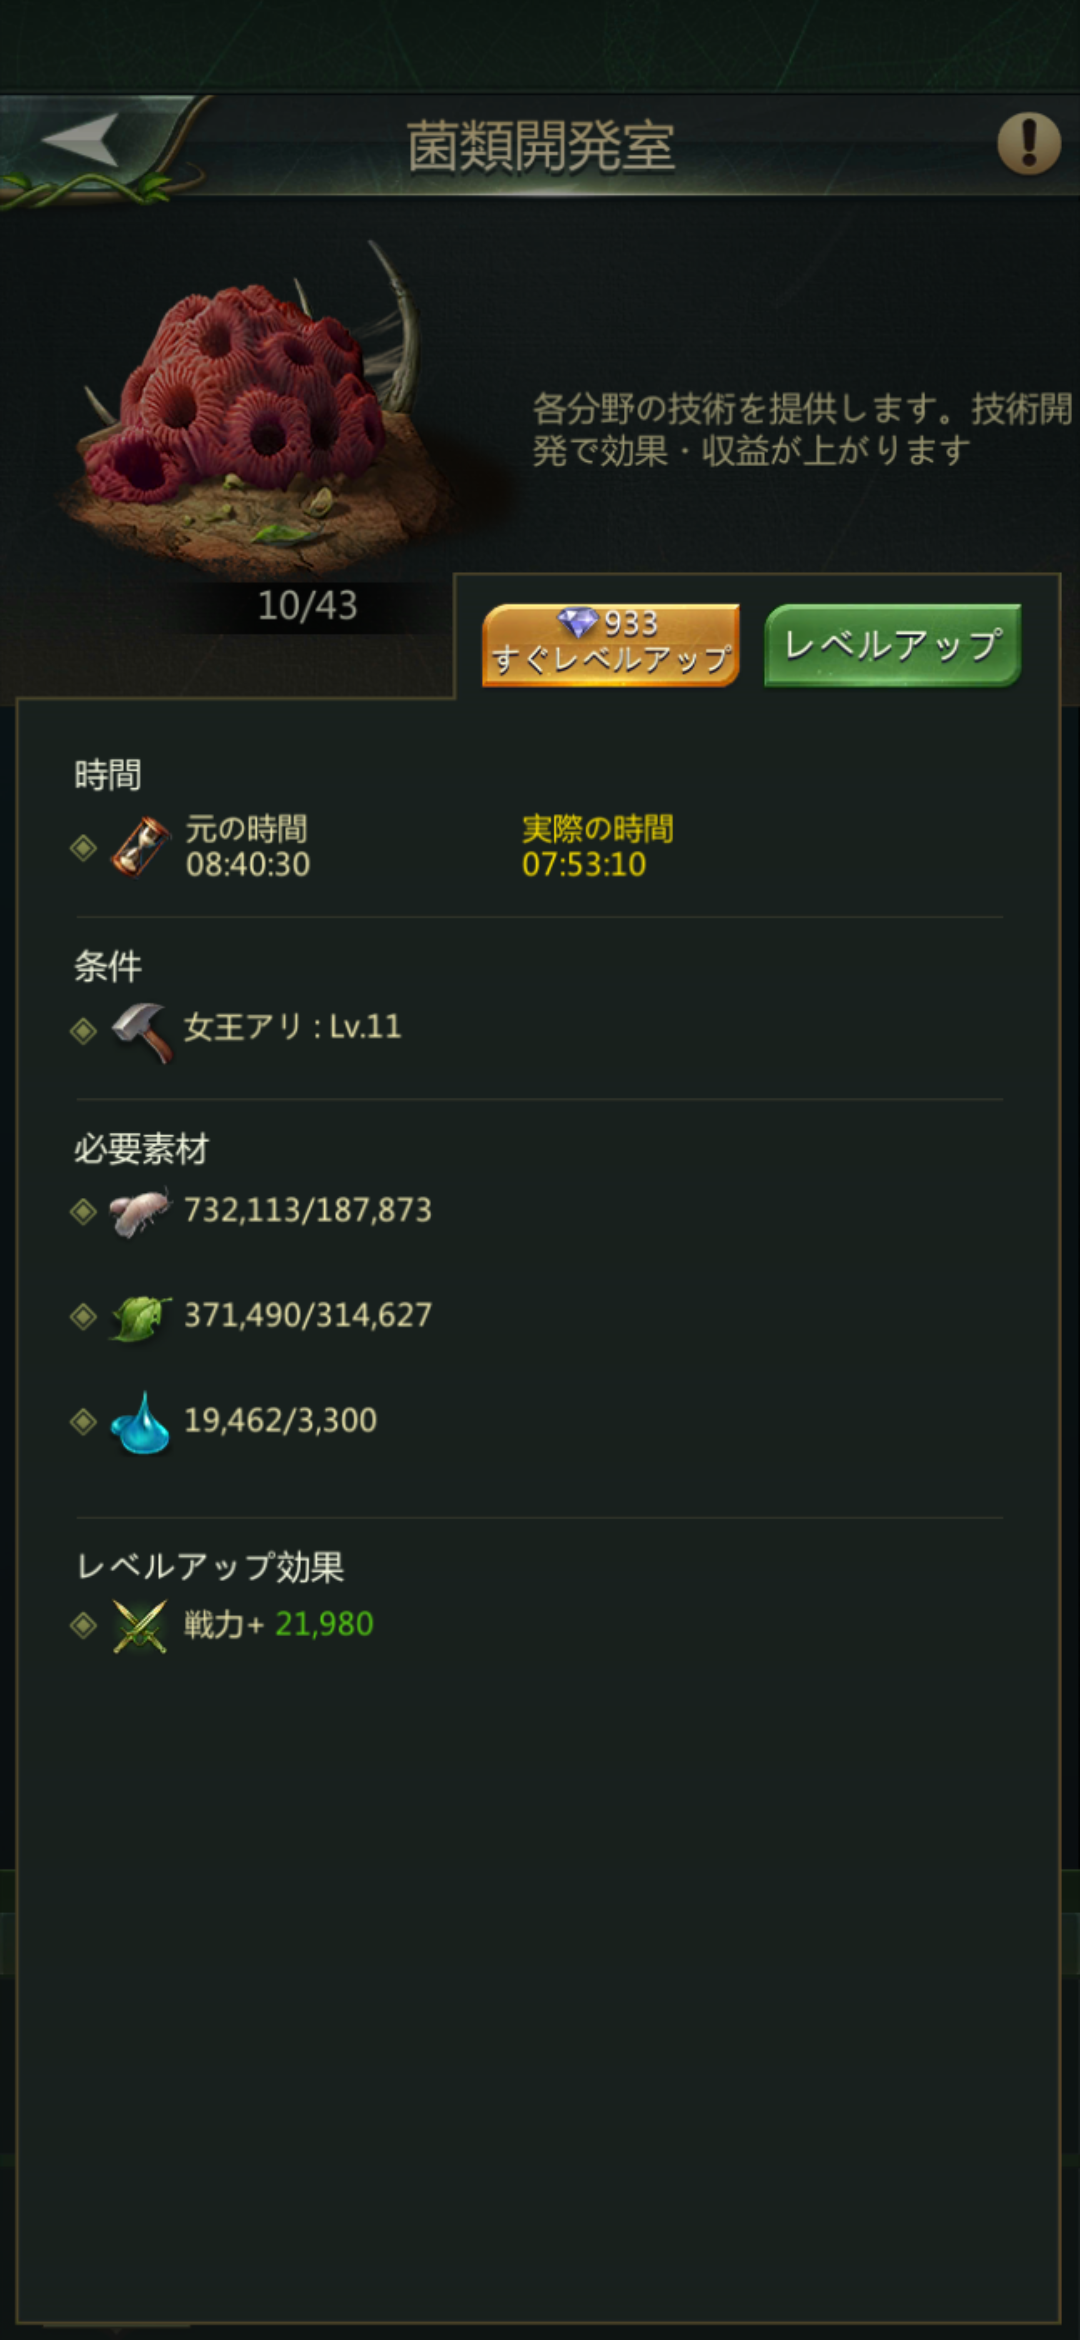 菌類開発室
各分野の技術を提供します。技術開
発で効果・収益が上がります
10/43
933
すぐレベルアップ
レベルアップ
時間
元の時間
実際の時間
08:40:30
07:53:10
条件
女王アリ : Lv.11
必要素材
732,113/187,873
371,490/314,627
19,462/3,300
レベルアップ効果
戦力+ 21,980